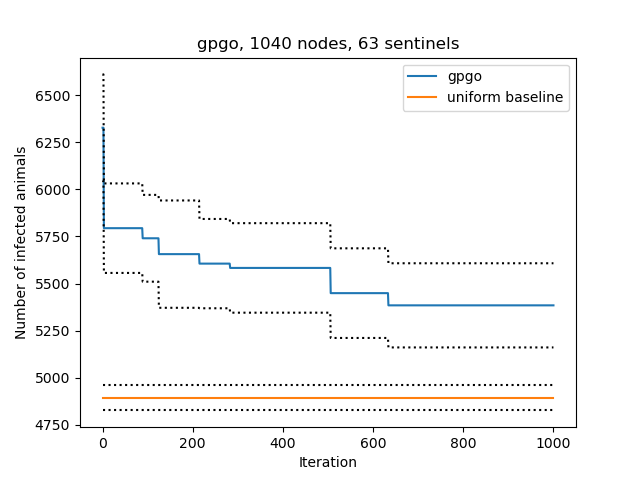 gpgo, 1040 nodes, 63 sentinels
gpgo
uniform baseline
Number of infected animals
6500
6250
6000
5750
5500
5250
5000
4750
0 200 400 600 800 1000
Iteration